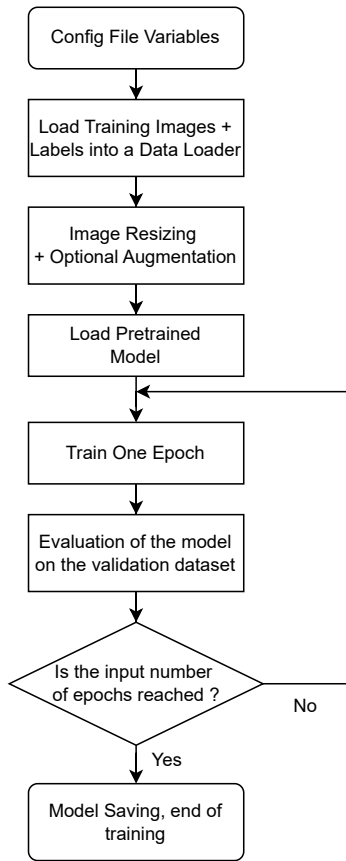 Config File Variables
Load Training Images +
Labels into a Data Loader
Image Resizing
+ Optional Augmentation
Load Pretrained
Model
Train One Epoch
Evaluation of the model
on the validation dataset
Is the input number
of epochs reached ?
No
Yes
Model Saving, end of
training